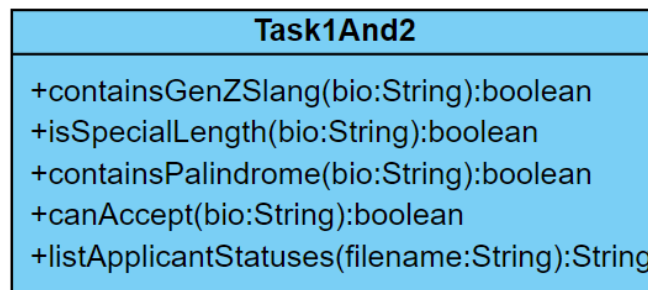 Task1And2
+containsGenZSlang(bio:String):boolean
+isSpecialLength(bio:String):boolean
+containsPalindrome(bio:String):boolean
+canAccept(bio:String):boolean
+listApplicantStatuses(filename:String):String